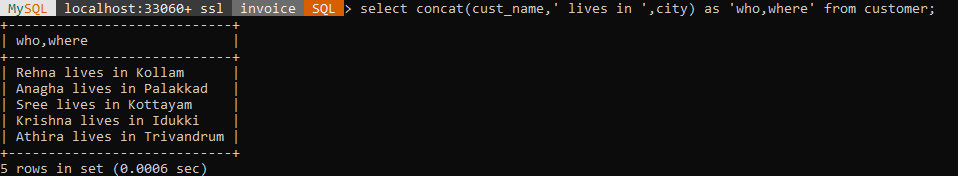 MySQL localhost:33060+ ssl invoice SQL > select concat(cust_name,' lives in ',city) as 'who,where' from customer;
+----------------------------+
| who,where                  |
+----------------------------+
| Rehna lives in Kollam      |
| Anagha lives in Palakkad   |
| Sree lives in Kottayam     |
| Krishna lives in Idukki    |
| Athira lives in Trivandrum |
+----------------------------+
5 rows in set (0.0006 sec)